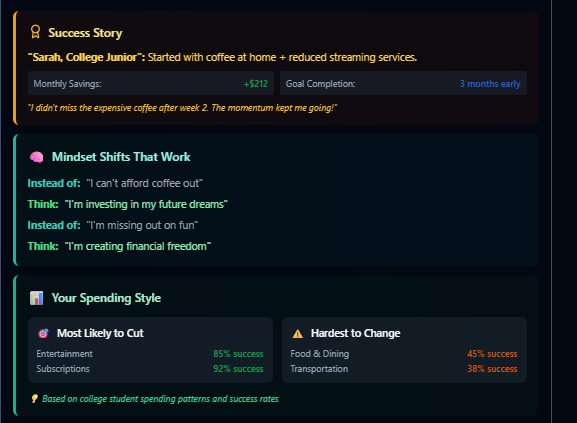 Success Story
"Sarah, College Junior": Started with coffee at home + reduced streaming services.
Monthly Savings: +$212
Goal Completion: 3 months early
"I didn't miss the expensive coffee after week 2. The momentum kept me going!"
Mindset Shifts That Work
Instead of: "I can't afford coffee out"
Think: "I'm investing in my future dreams"
Instead of: "I'm missing out on fun"
Think: "I'm creating financial freedom"
Your Spending Style
Most Likely to Cut
Entertainment 85% success
Subscriptions 92% success
Hardest to Change
Food & Dining 45% success
Transportation 38% success
Based on college student spending patterns and success rates